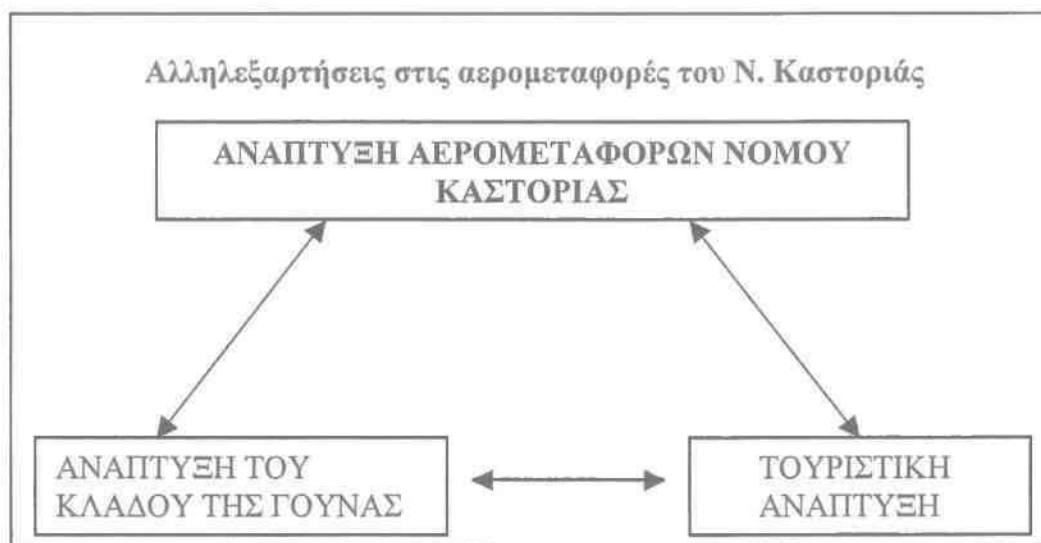 Αλληλεξαρτήσεις στις αερομεταφορές του Ν. Καστοριάς
ΑΝΑΠΤΥΞΗ ΑΕΡΟΜΕΤΑΦΟΡΩΝ ΝΟΜΟΥ
ΚΑΣΤΟΡΙΑΣ
ΑΝΑΠΤΥΞΗ ΤΟΥ
ΚΛΑΔΟΥ ΤΗΣ ΓΟΥΝΑΣ
ΤΟΥΡΙΣΤΙΚΗ
ΑΝΑΠΤΥΞΗ